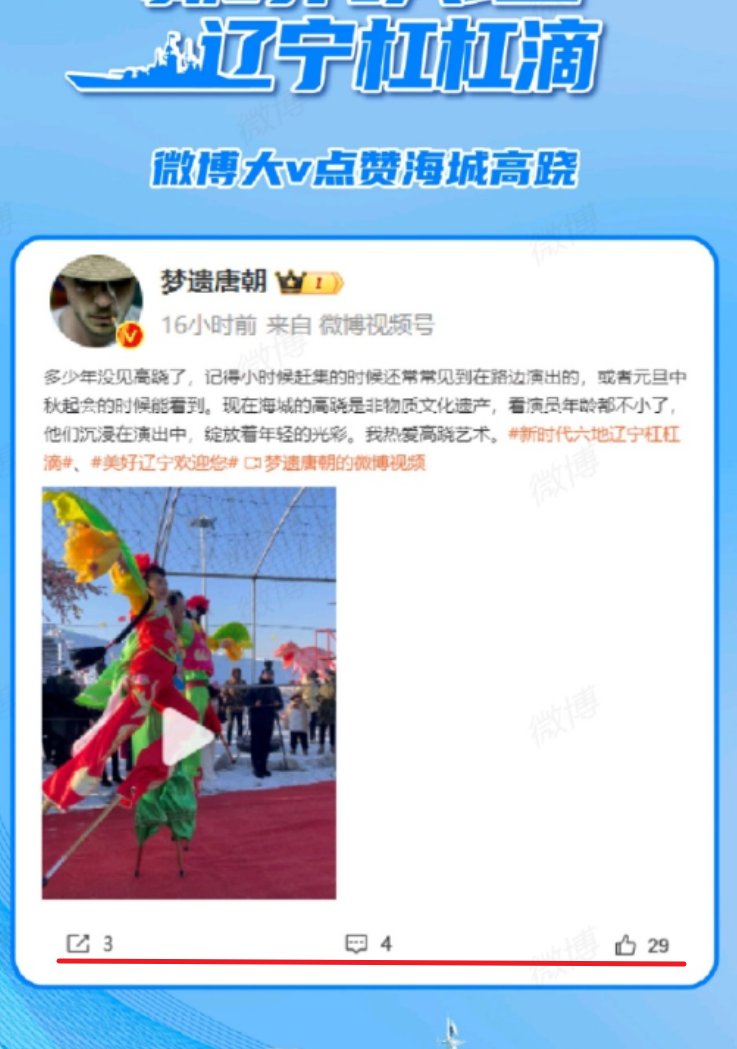 辽宁杠杠滴
微博大v点赞海城高跷
梦遗唐朝 1
16小时前 来自 微博视频号
多少年没见高跷了，记得小时候赶集的时候还常常见到在路边演出的，或者元旦中
秋起会的时候能看到。现在海城的高跷是非物质文化遗产，看演员年龄都不小了，
他们沉浸在演出中，绽放着年轻的光彩。我热爱高跷艺术。#新时代六地辽宁杠杠
滴#、#美好辽宁欢迎您# 梦遗唐朝的微博视频
3 4 29
微博
微博
微博
微博
微博
微博